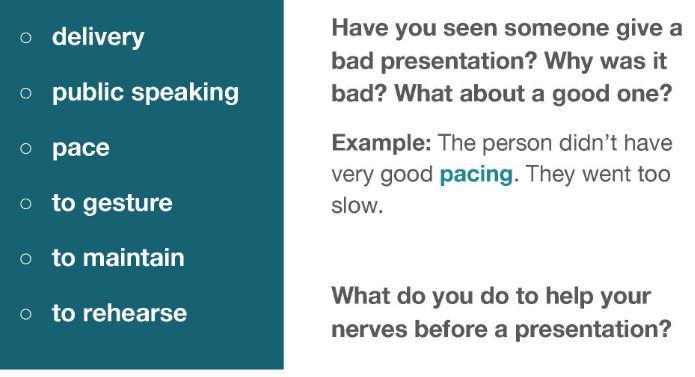 ○ delivery
○ public speaking
○ pace
○ to gesture
○ to maintain
○ to rehearse
Have you seen someone give a
bad presentation? Why was it
bad? What about a good one?
Example: The person didn’t have
very good pacing. They went too
slow.
What do you do to help your
nerves before a presentation?